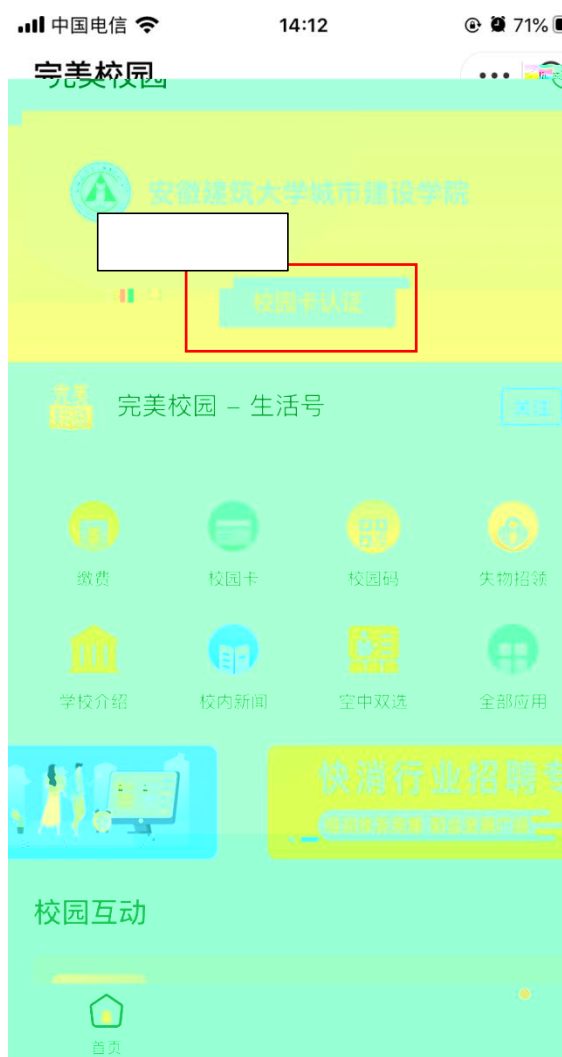 中国电信 14:12 71%
完美校园
安徽建筑大学城市建设学院
校园卡认证
完美校园 – 生活号 关注
缴费 校园卡 校园码 失物招领
学校介绍 校内新闻 空中双选 全部应用
快消行业招聘专
校园互动
首页